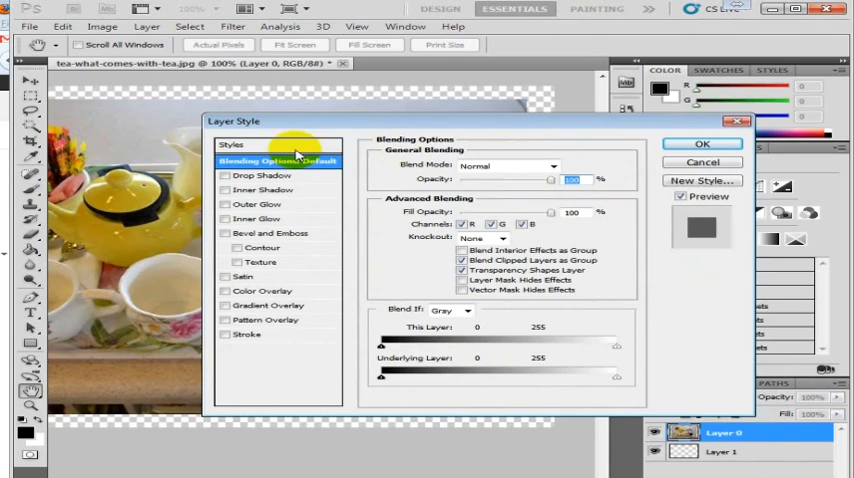 Ps Br Mb 100% DESIGN ESSENTIALS PAINTING CS Live
File Edit Image Layer Select Filter Analysis 3D View Window Help
Scroll All Windows Actual Pixels Fit Screen Fill Screen Print Size
tea-what-comes-with-tea.jpg @ 100% (Layer 0, RGB/8#) *
COLOR SWATCHES STYLES
R 0
G 0
0
Layer Style
Styles
Blending Options: Default
Drop Shadow
Inner Shadow
Outer Glow
Inner Glow
Bevel and Emboss
Contour
Texture
Satin
Color Overlay
Gradient Overlay
Pattern Overlay
Stroke
Blending Options
General Blending
Blend Mode: Normal
Opacity: 100 %
Advanced Blending
Fill Opacity: 100 %
Channels: R G B
Knockout: None
Blend Interior Effects as Group
Blend Clipped Layers as Group
Transparency Shapes Layer
Layer Mask Hides Effects
Vector Mask Hides Effects
Blend If: Gray
This Layer: 0 255
Underlying Layer: 0 255
OK
Cancel
New Style...
Preview
PATHS
Opacity: 100%
Fill: 100%
Layer 0
Layer 1